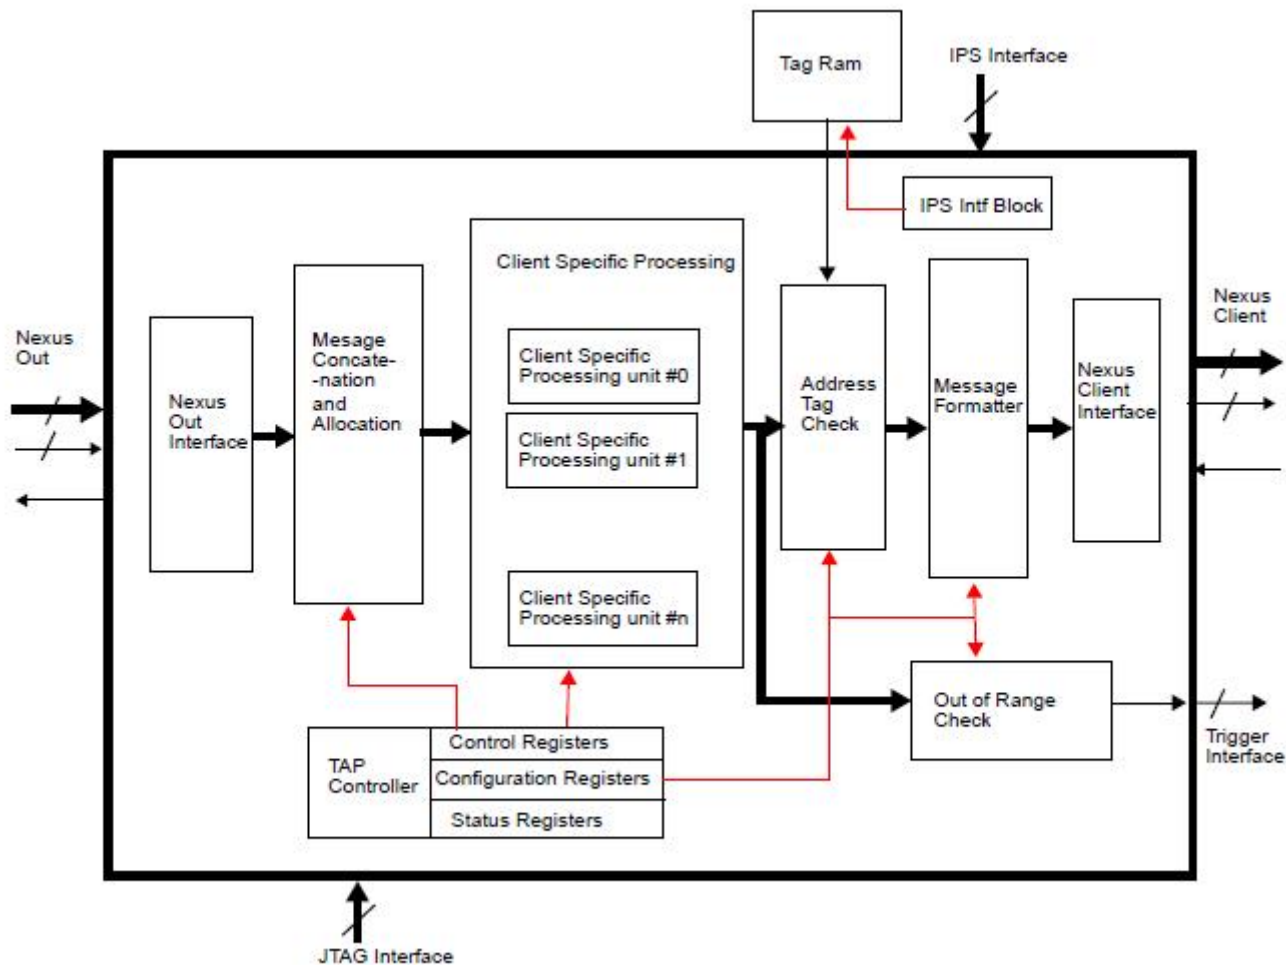 Tag Ram
IPS Interface
IPS Intf Block
Client Specific Processing
Nexus
Out
Nexus
Out
Interface
Mesage
Concate-
-nation
and
Allocation
Client Specific
Processing unit #0
Client Specific
Processing unit #1
Client Specific
Processing unit #n
Address
Tag
Check
Message
Formatter
Nexus
Client
Interface
Nexus
Client
Out of Range
Check
Trigger
Interface
TAP
Controller
Control Registers
Configuration Registers
Status Registers
JTAG Interface